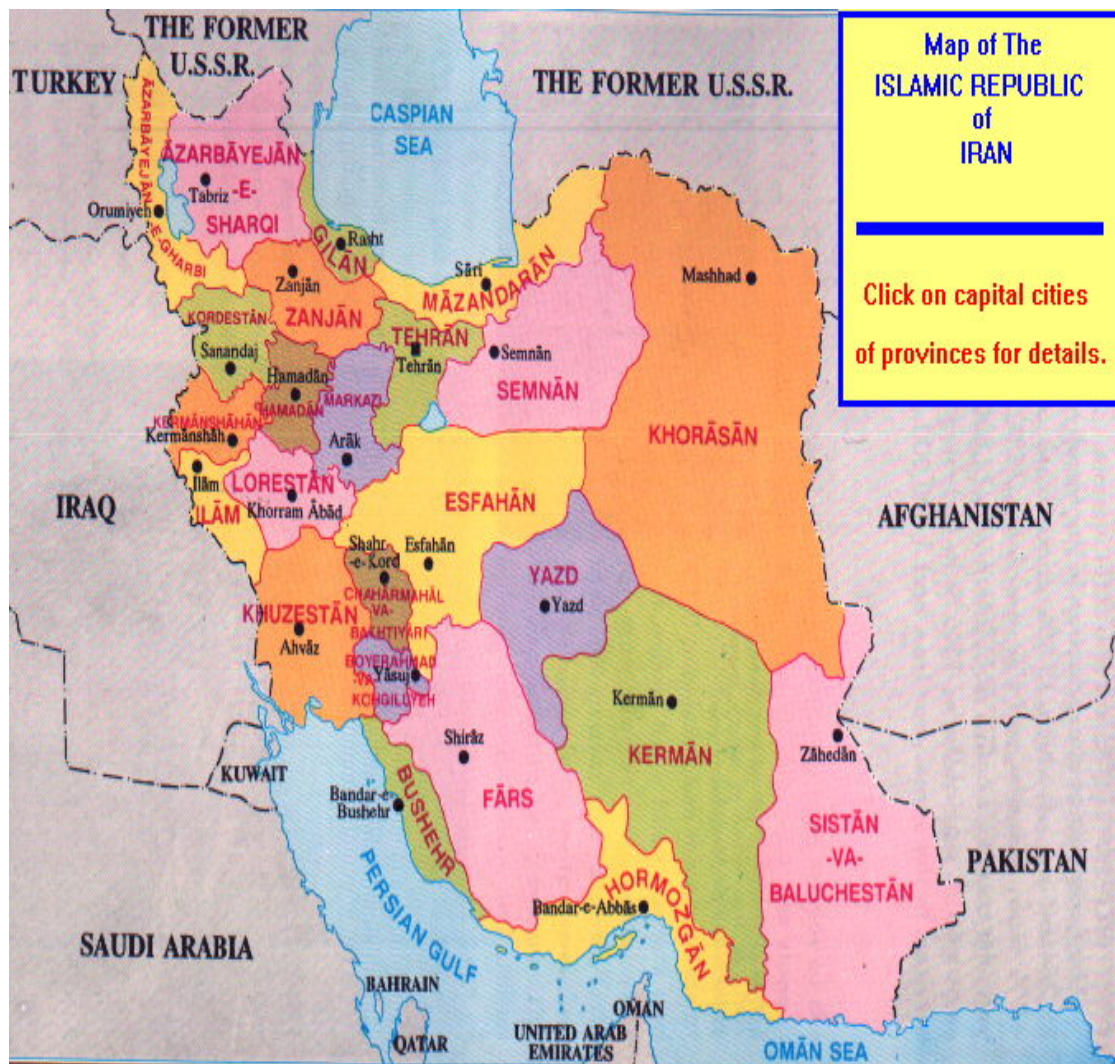 THE FORMER
U.S.S.R.
TURKEY
THE FORMER U.S.S.R.
CASPIAN
SEA
Map of The
ISLAMIC REPUBLIC
of
IRAN
Click on capital cities
of provinces for details.
ĀZARBĀYEJĀN
-E-GHARBI
Orumiyeh
ĀZARBĀYEJĀN
-E-
SHARQI
Tabriz
GILĀN
Rasht
Zanjān
ZANJĀN
Sāri
MĀZANDARĀN
Mashhad
KORDESTĀN
Sanandaj
TEHRĀN
Tehrān
Semnān
SEMNĀN
Hamadān
HAMADĀN
MARKAZI
Arāk
KERMĀNSHĀHĀN
Kermānshāh
KHORĀSĀN
Ilām
ILĀM
LORESTĀN
Khorram Ābād
ESFAHĀN
Esfahān
IRAQ
AFGHANISTAN
Shahr
-e-Kord
CHAHĀRMAHĀL
-VA-
BAKHTIYĀRI
YAZD
Yazd
KHUZESTĀN
Ahvāz
BOYERAHMAD
-VA-
KOHGILUYEH
Yāsuj
Kermān
KERMĀN
Shirāz
FĀRS
Zāhedān
KUWAIT
Bandar-e-
Bushehr
BUSHEHR
SISTĀN
-VA-
BALUCHESTĀN
PAKISTAN
PERSIAN GULF
Bandar-e-Abbās
HORMOZGĀN
SAUDI ARABIA
BAHRAIN
QATAR
OMAN
UNITED ARAB
EMIRATES
OMĀN SEA